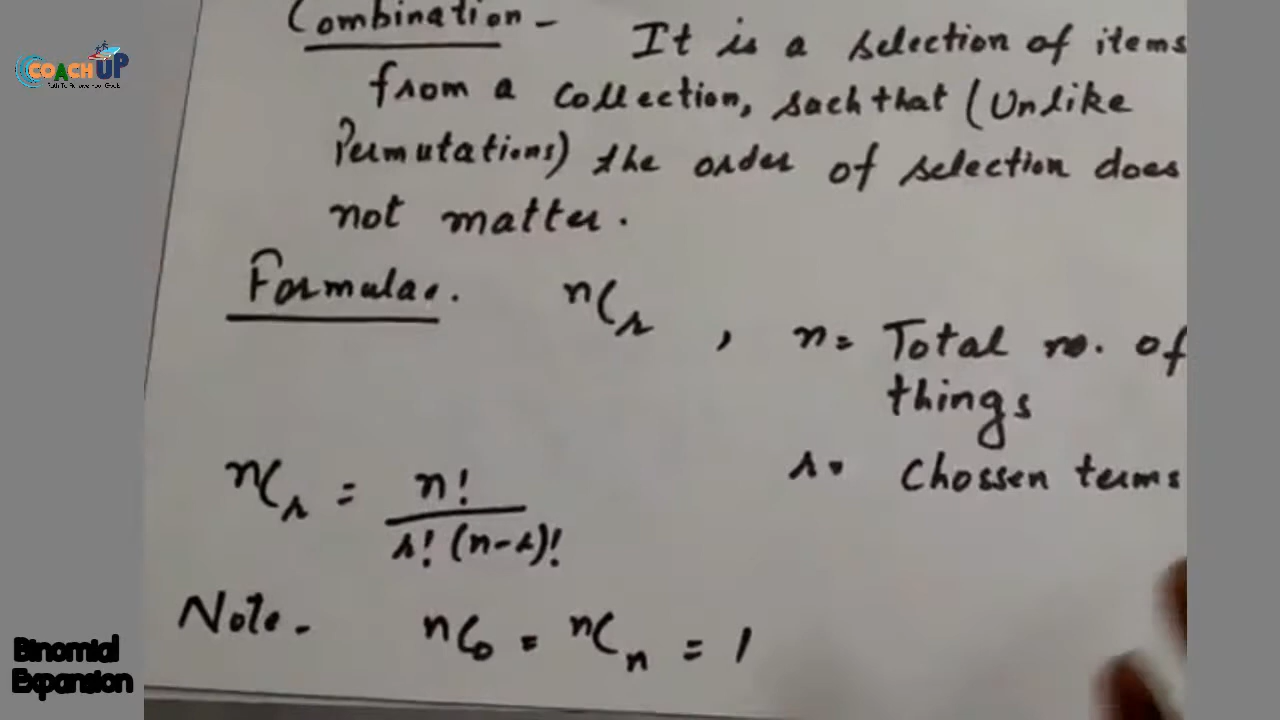 COACHUP
Combination - It is a selection of items
from a collection, such that (Unlike
Permutations) the order of selection does
not matter.
Formulae. nCr , n = Total no. of
things
r = Chossen terms
nCr = n!
r! (n-r)!
Note - nC0 = nCn = 1
Binomial
Expansion